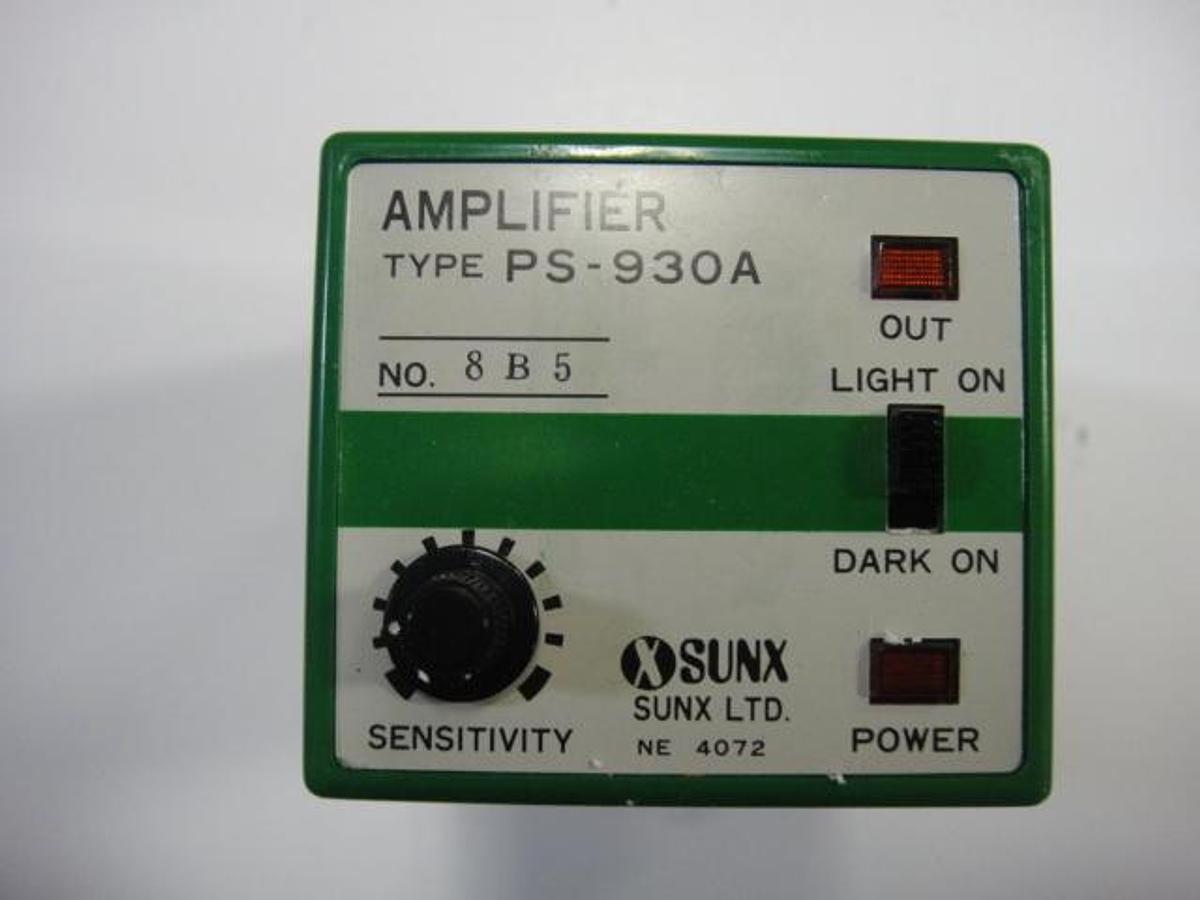 AMPLIFIER
TYPE PS-930A
NO. 8 B 5
OUT
LIGHT ON
DARK ON
SENSITIVITY
SUNX
SUNX LTD.
NE 4072
POWER